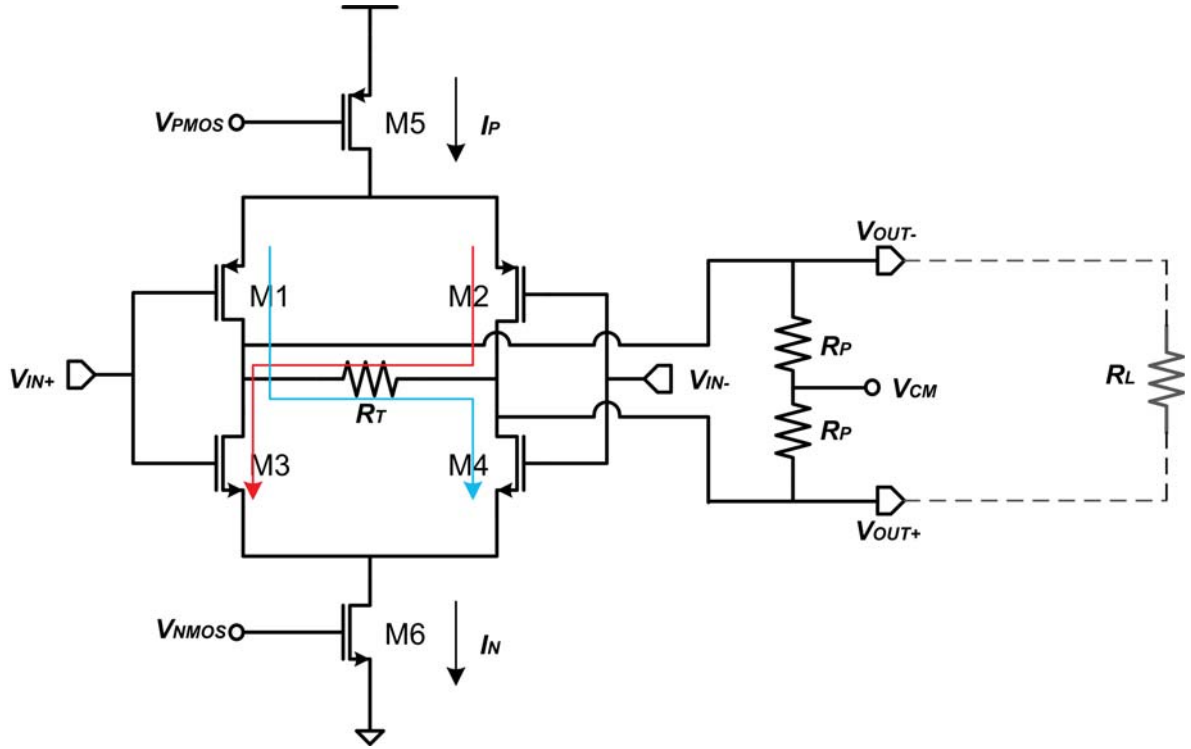 VPMOS
M5
IP
VOUT-
M1
M2
RP
VIN+
RT
VIN-
VCM
RL
RP
M3
M4
VOUT+
VNMOS
M6
IN